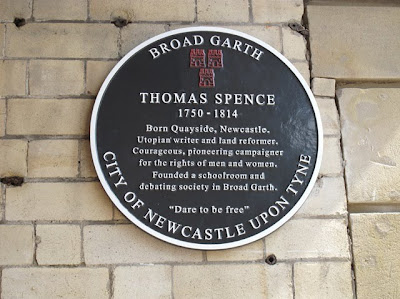 BROAD GARTH
THOMAS SPENCE
1750 - 1814
Born Quayside, Newcastle.
Utopian writer and land reformer.
Courageous, pioneering campaigner
for the rights of men and women.
Founded a schoolroom and
debating society in Broad Garth.
"Dare to be free"
CITY OF NEWCASTLE UPON TYNE